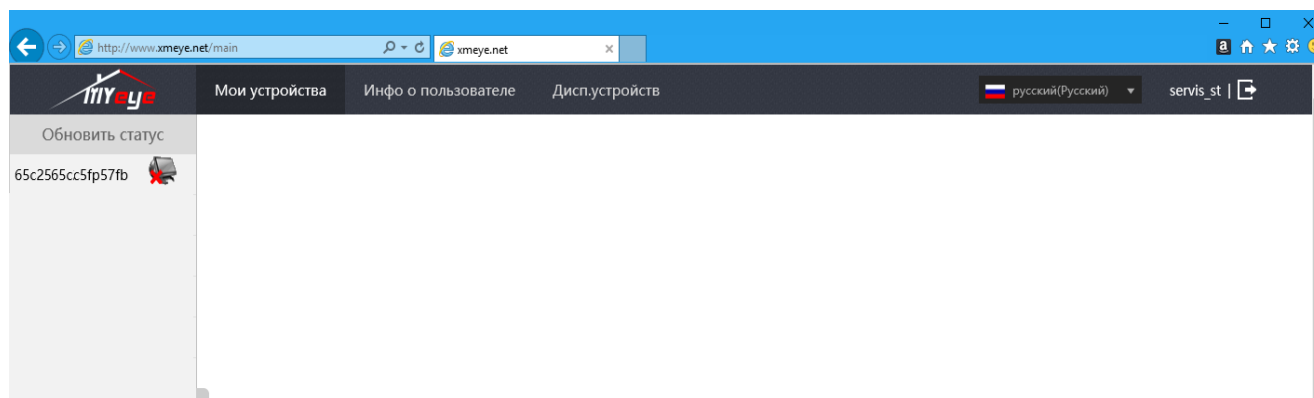 http://www.xmeye.net/main
xmeye.net
MYeye
Мои устройства
Инфо о пользователе
Дисп.устройств
русский(Русский)
servis_st |
Обновить статус
65c2565cc5fp57fb